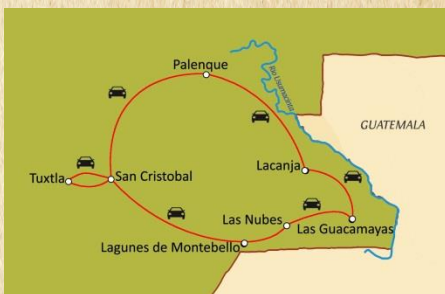 Palenque
Río Usumacinta
GUATEMALA
Lacanja
Tuxtla
San Cristobal
Las Nubes
Las Guacamayas
Lagunes de Montebello